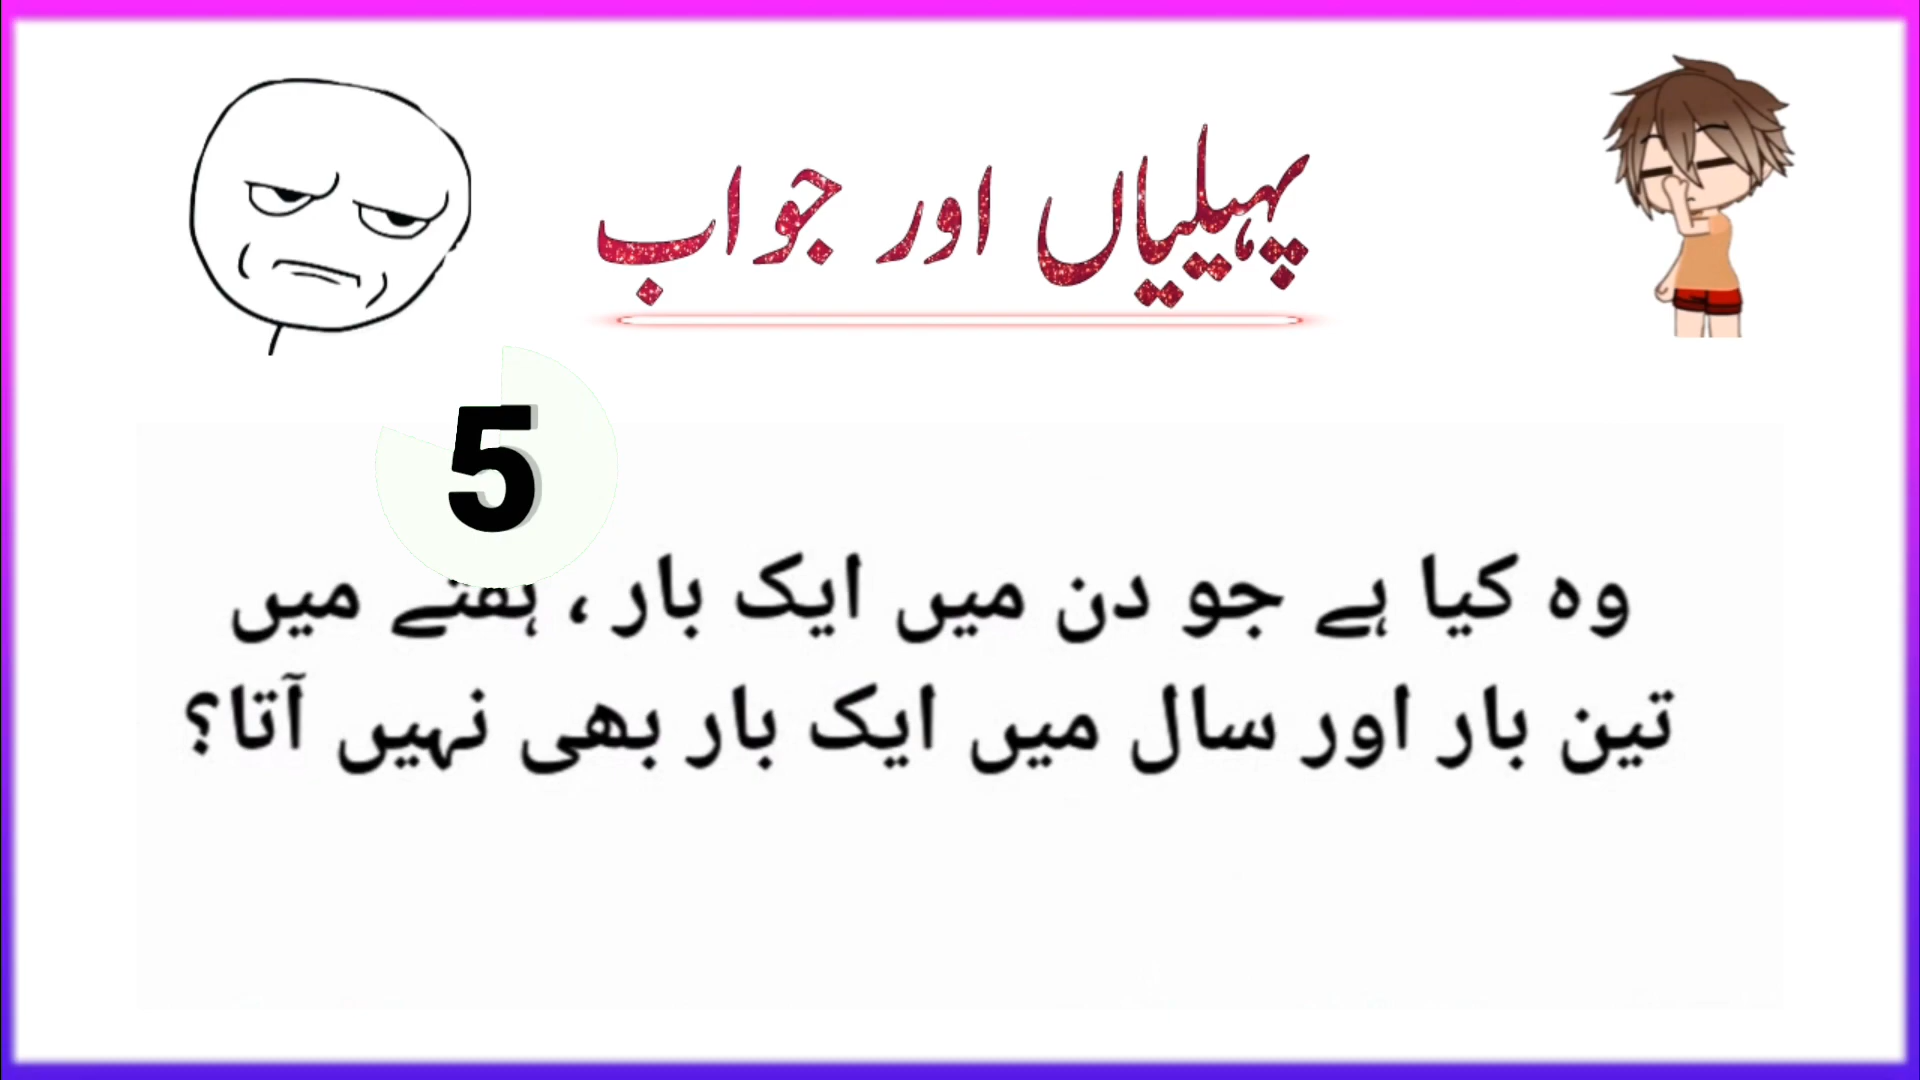 پہیلیاں اور جواب
5
وہ کیا ہے جو دن میں ایک بار ، ہفتے میں
تین بار اور سال میں ایک بار بھی نہیں آتا؟